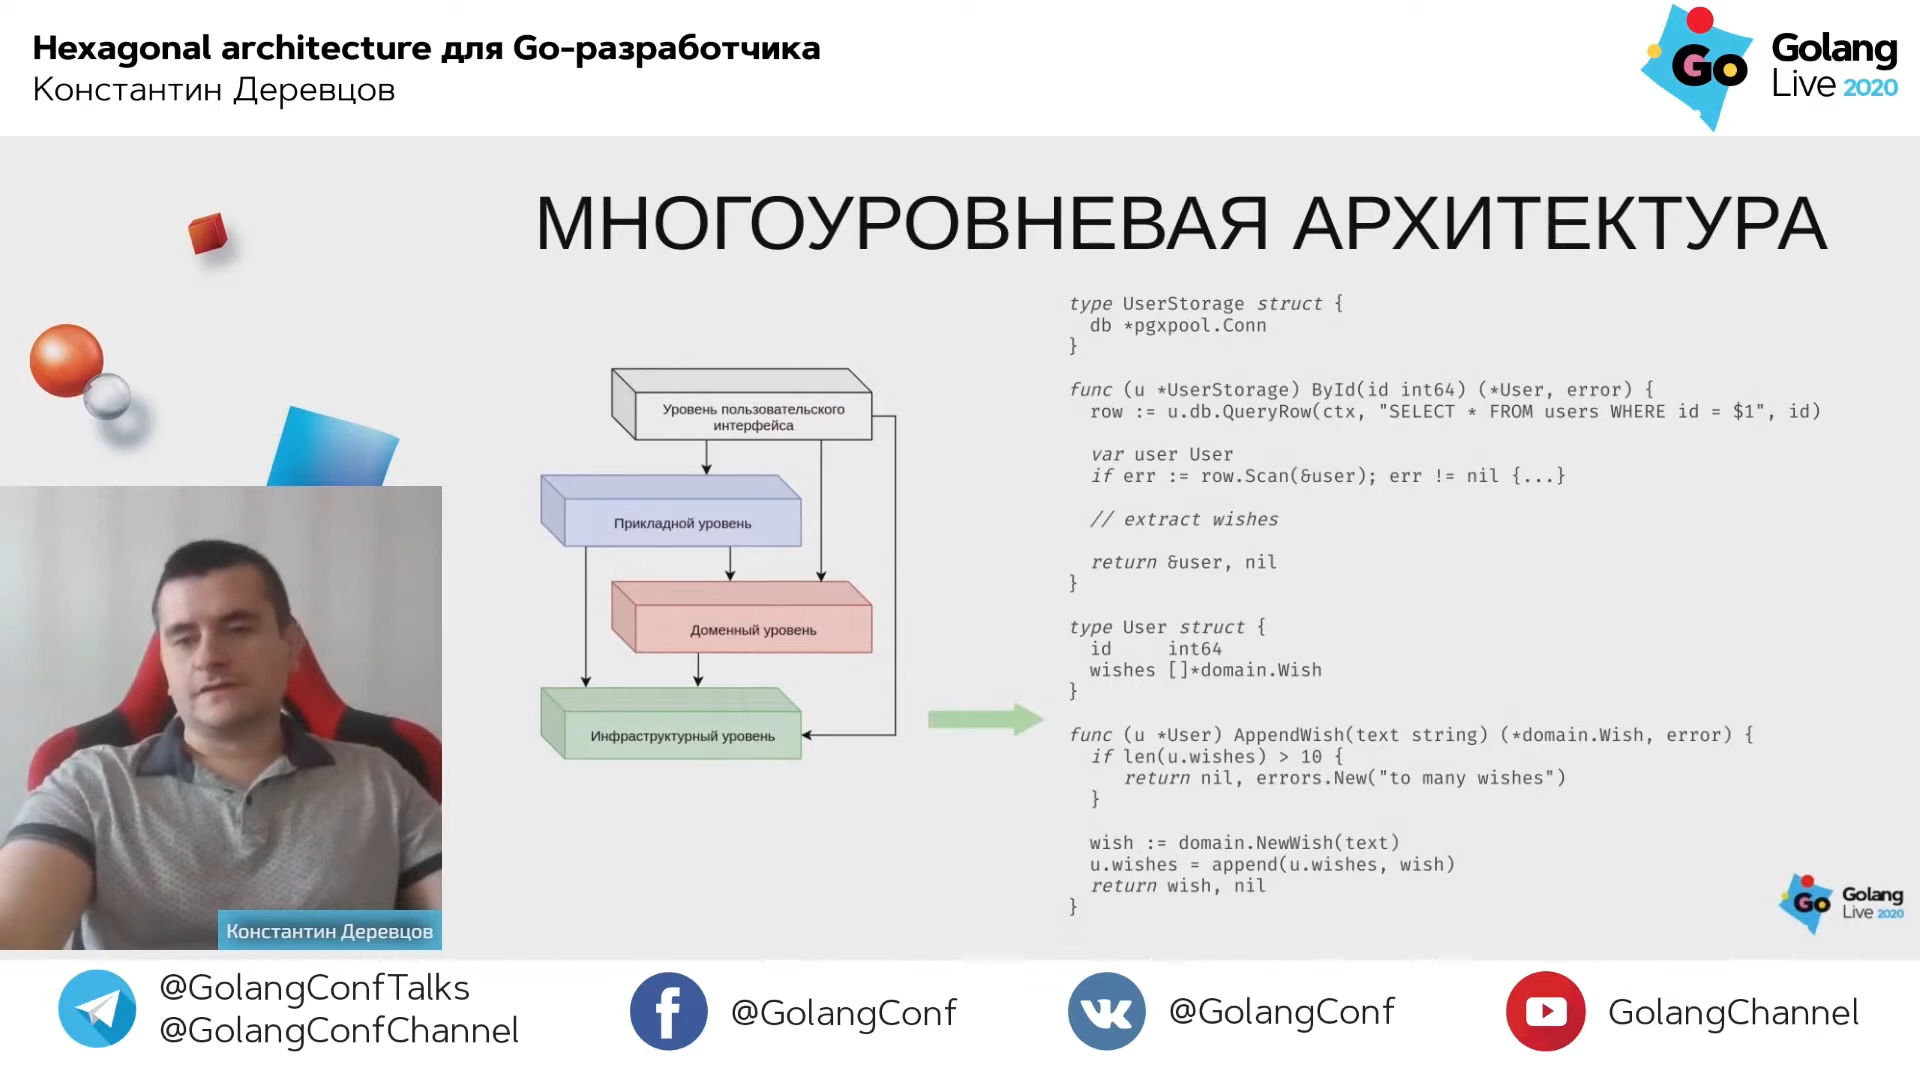 Hexagonal architecture для Go-разработчика
Константин Деревцов
Go
Golang
Live 2020
МНОГОУРОВНЕВАЯ АРХИТЕКТУРА
Уровень пользовательского
интерфейса
Прикладной уровень
Доменный уровень
Инфраструктурный уровень
type UserStorage struct {
  db *pgxpool.Conn
}
func (u *UserStorage) ById(id int64) (*User, error) {
  row := u.db.QueryRow(ctx, "SELECT * FROM users WHERE id = $1", id)
  var user User
  if err := row.Scan(&user); err != nil {...}
  // extract wishes
  return &user, nil
}
type User struct {
  id     int64
  wishes []*domain.Wish
}
func (u *User) AppendWish(text string) (*domain.Wish, error) {
  if len(u.wishes) > 10 {
     return nil, errors.New("to many wishes")
  }
  wish := domain.NewWish(text)
  u.wishes = append(u.wishes, wish)
  return wish, nil
}
Go
Golang
Live 2020
Константин Деревцов
@GolangConfTalks
@GolangConfChannel
@GolangConf
@GolangConf
GolangChannel